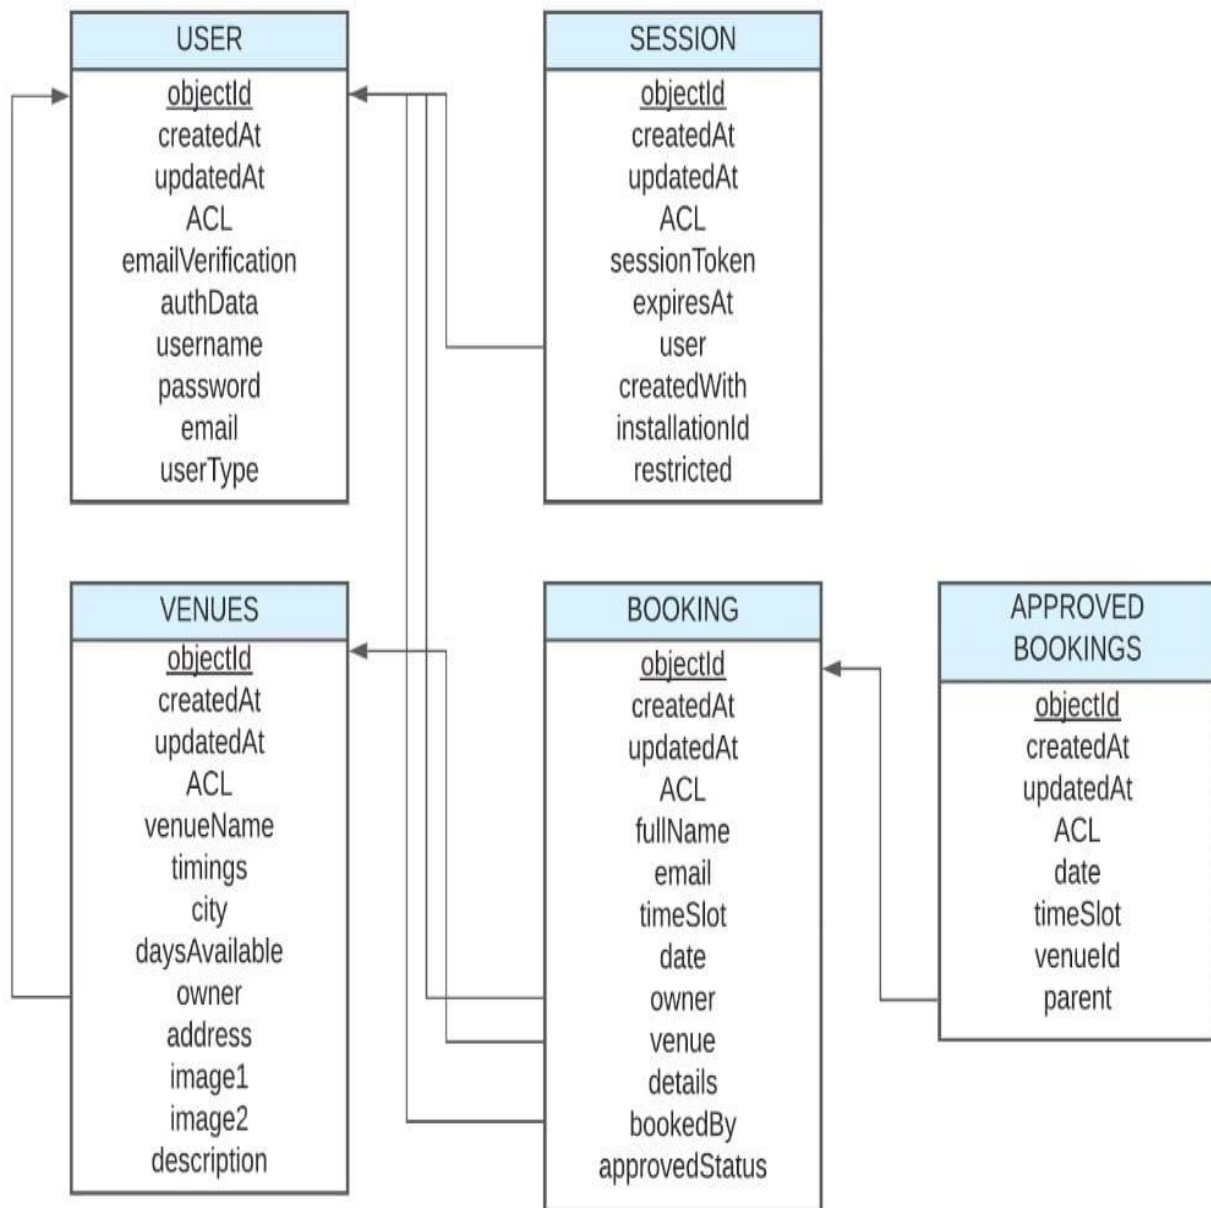 USER
objectId
createdAt
updatedAt
ACL
emailVerification
authData
username
password
email
userType
SESSION
objectId
createdAt
updatedAt
ACL
sessionToken
expiresAt
user
createdWith
installationId
restricted
VENUES
objectId
createdAt
updatedAt
ACL
venueName
timings
city
daysAvailable
owner
address
image1
image2
description
BOOKING
objectId
createdAt
updatedAt
ACL
fullName
email
timeSlot
date
owner
venue
details
bookedBy
approvedStatus
APPROVED
BOOKINGS
objectId
createdAt
updatedAt
ACL
date
timeSlot
venueId
parent